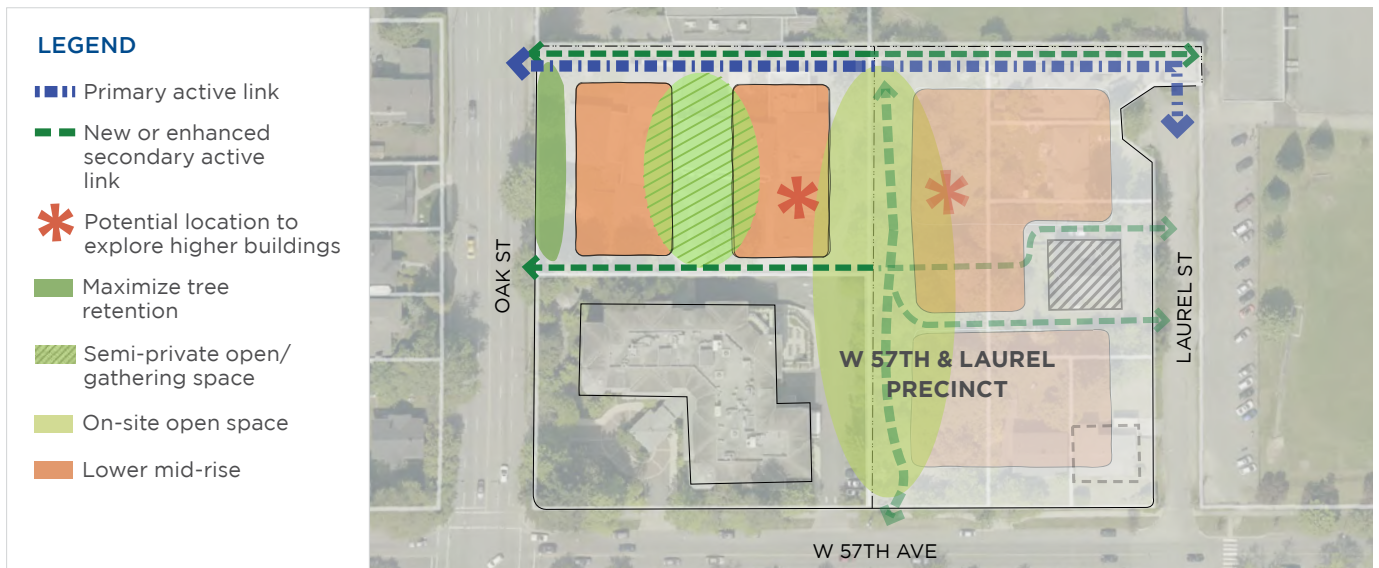 LEGEND
Primary active link
New or enhanced
secondary active
link
Potential location to
explore higher buildings
Maximize tree
retention
Semi-private open/
gathering space
On-site open space
Lower mid-rise
OAK ST
W 57TH & LAUREL
PRECINCT
LAUREL ST
W 57TH AVE